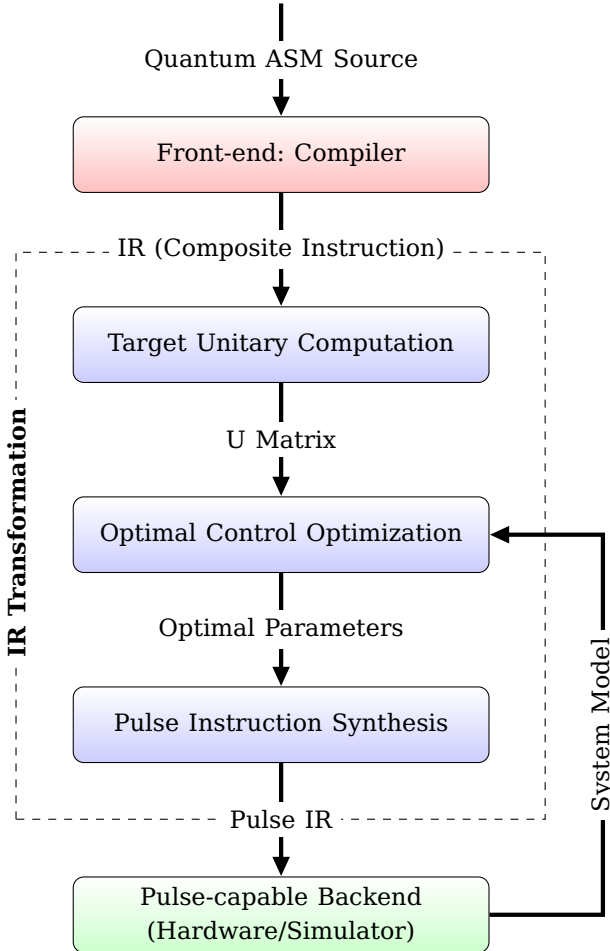 Quantum ASM Source
Front-end: Compiler
IR (Composite Instruction)
Target Unitary Computation
U Matrix
IR Transformation
Optimal Control Optimization
Optimal Parameters
System Model
Pulse Instruction Synthesis
Pulse IR
Pulse-capable Backend
(Hardware/Simulator)